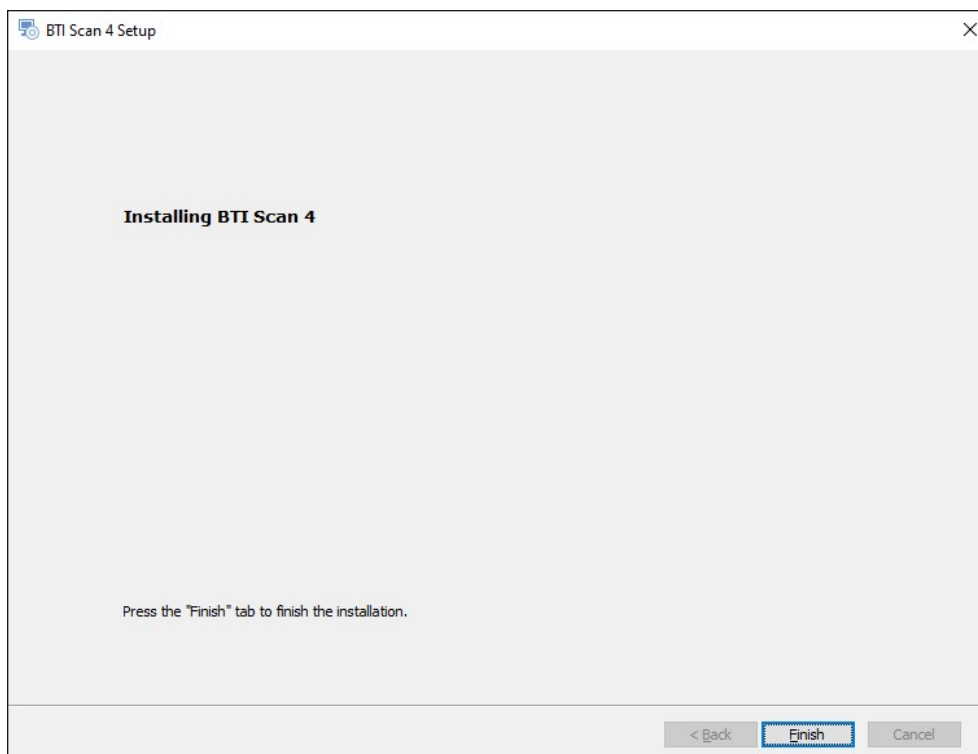 BTI Scan 4 Setup
Installing BTI Scan 4
Press the "Finish" tab to finish the installation.
< Back Finish Cancel